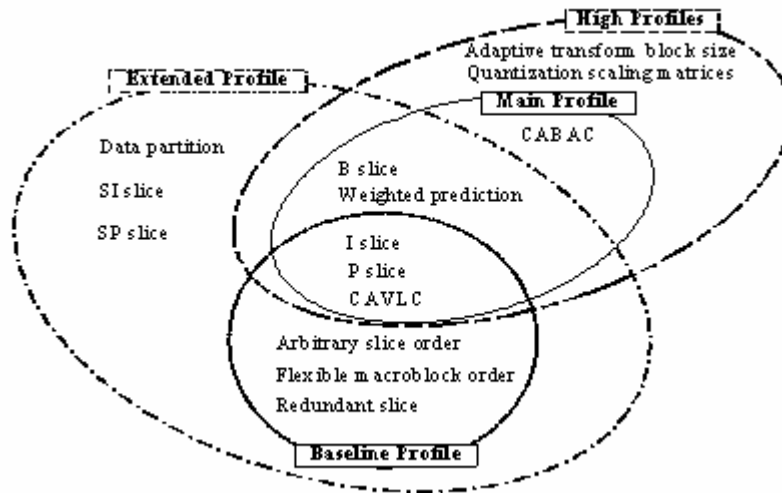 High Profiles
Adaptive transform block size
Quantization scaling matrices
Extended Profile
Main Profile
CABAC
Data partition
SI slice
SP slice
B slice
Weighted prediction
I slice
P slice
CAVLC
Arbitrary slice order
Flexible macroblock order
Redundant slice
Baseline Profile